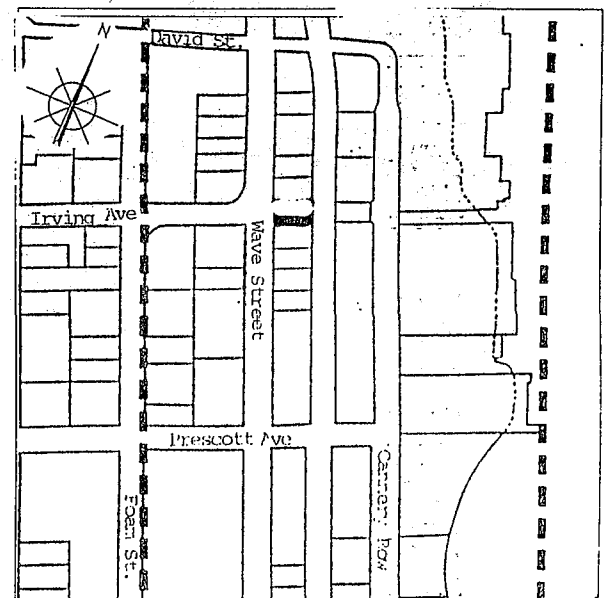 N
David St.
Irving Ave
Wave Street
Prescott Ave
Cannery Row
Foam St.